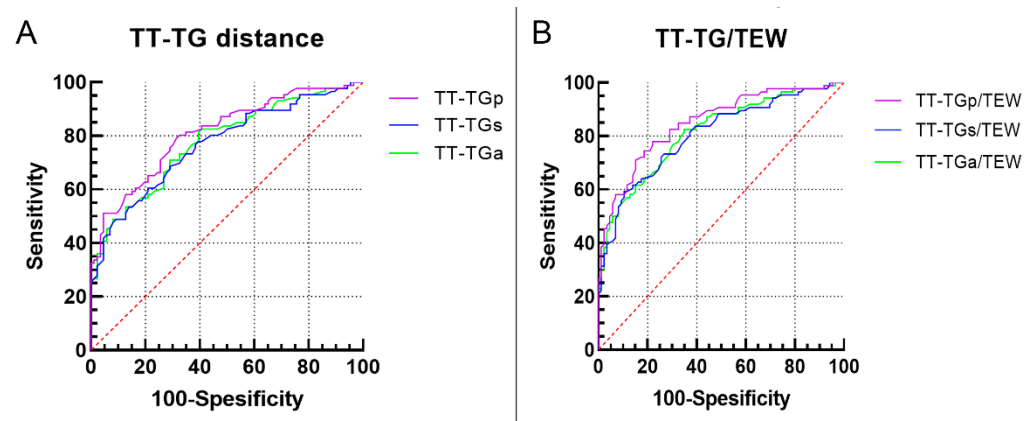 A
TT-TG distance
Sensitivity
100
80
60
40
20
0
0 20 40 60 80 100
100-Spesificity
TT-TGp
TT-TGs
TT-TGa
B
TT-TG/TEW
Sensitivity
100
80
60
40
20
0
0 20 40 60 80 100
100-Spesificity
TT-TGp/TEW
TT-TGs/TEW
TT-TGa/TEW